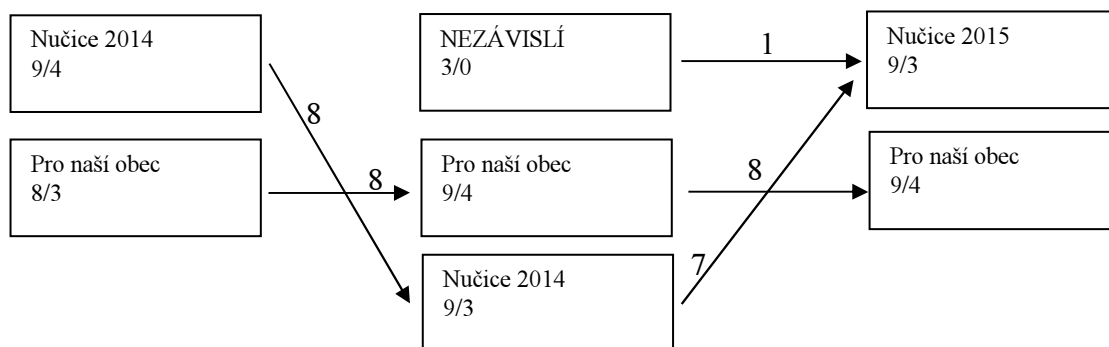 Nučice 2014
9/4
NEZÁVISLÍ
3/0
1
Nučice 2015
9/3
8
Pro naší obec
8/3
8
Pro naší obec
9/4
8
Pro naší obec
9/4
Nučice 2014
9/3
7